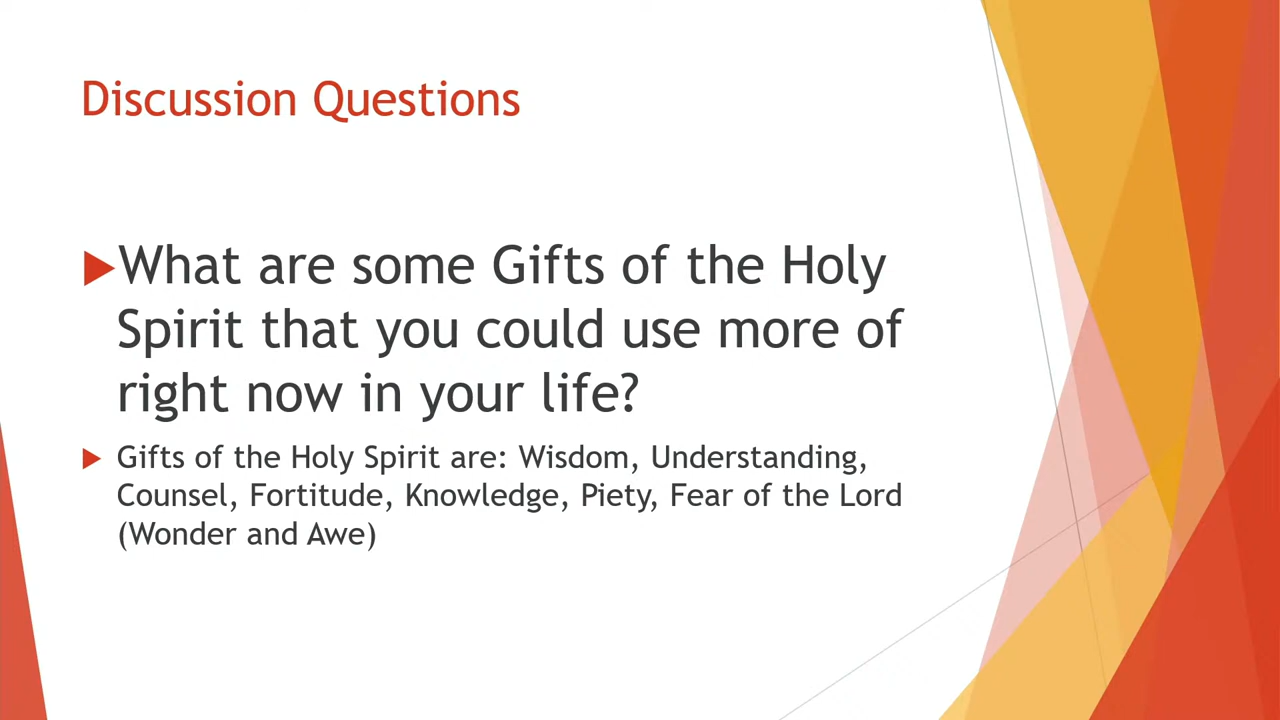 Discussion Questions
What are some Gifts of the Holy
Spirit that you could use more of
right now in your life?
Gifts of the Holy Spirit are: Wisdom, Understanding,
Counsel, Fortitude, Knowledge, Piety, Fear of the Lord
(Wonder and Awe)